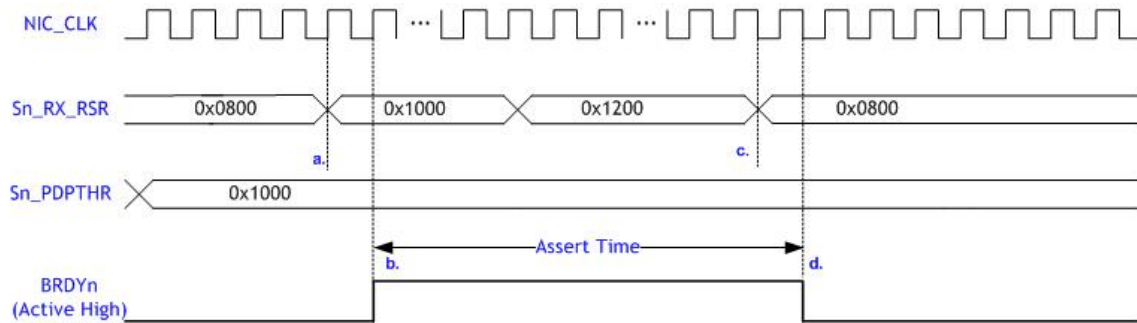 NIC_CLK
... ...
Sn_RX_RSR 0x0800 0x1000 0x1200 0x0800
a. c.
Sn_PDPTHR 0x1000
Assert Time
b. d.
BRDYn
(Active High)